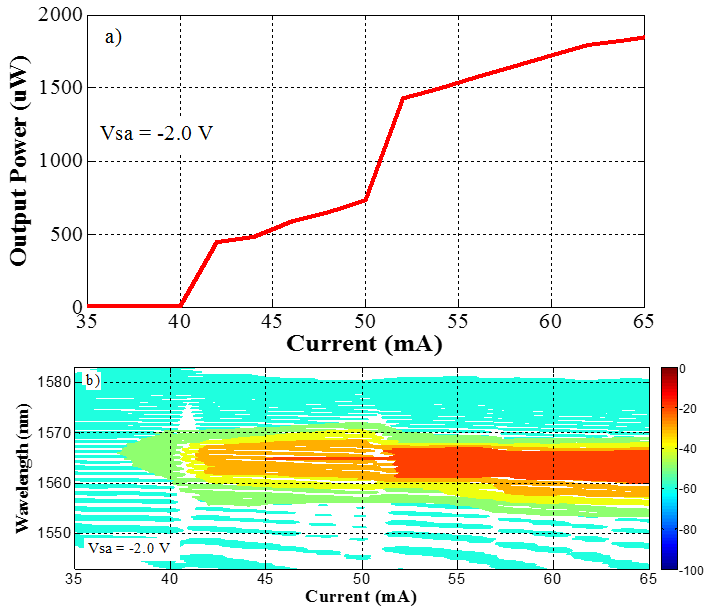 2000
a)
1500
Vsa = -2.0 V
1000
500
0
Output Power (uW)
35 40 45 50 55 60 65
Current (mA)
b)
1580
1570
1560
1550
Wavelength (nm)
Vsa = -2.0 V
35 40 45 50 55 60 65
Current (mA)
0
-20
-40
-60
-80
-100